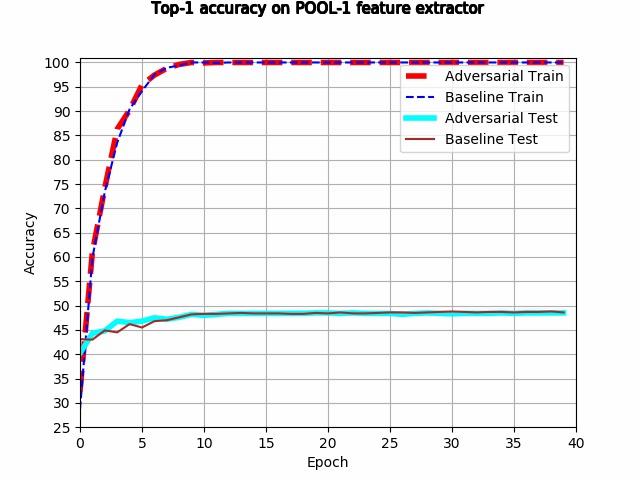 Top-1 accuracy on POOL-1 feature extractor
100
95
90
85
80
75
70
65
60
55
50
45
40
35
30
25
Accuracy
Adversarial Train
Baseline Train
Adversarial Test
Baseline Test
0 5 10 15 20 25 30 35 40
Epoch